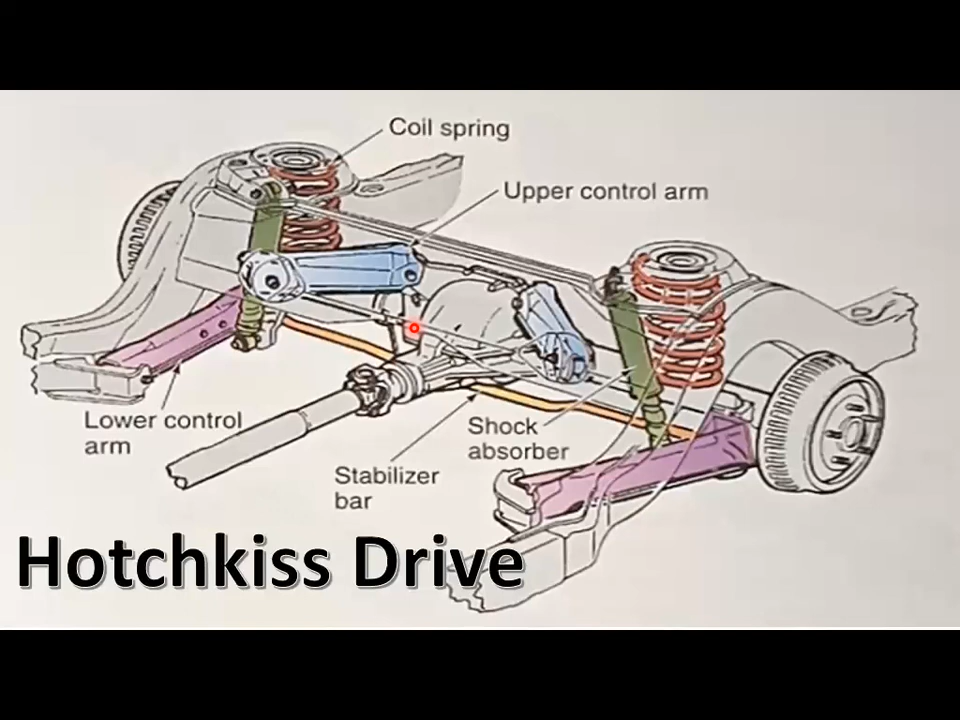 Coil spring
Upper control arm
Lower control
arm
Shock
absorber
Stabilizer
bar
Hotchkiss Drive